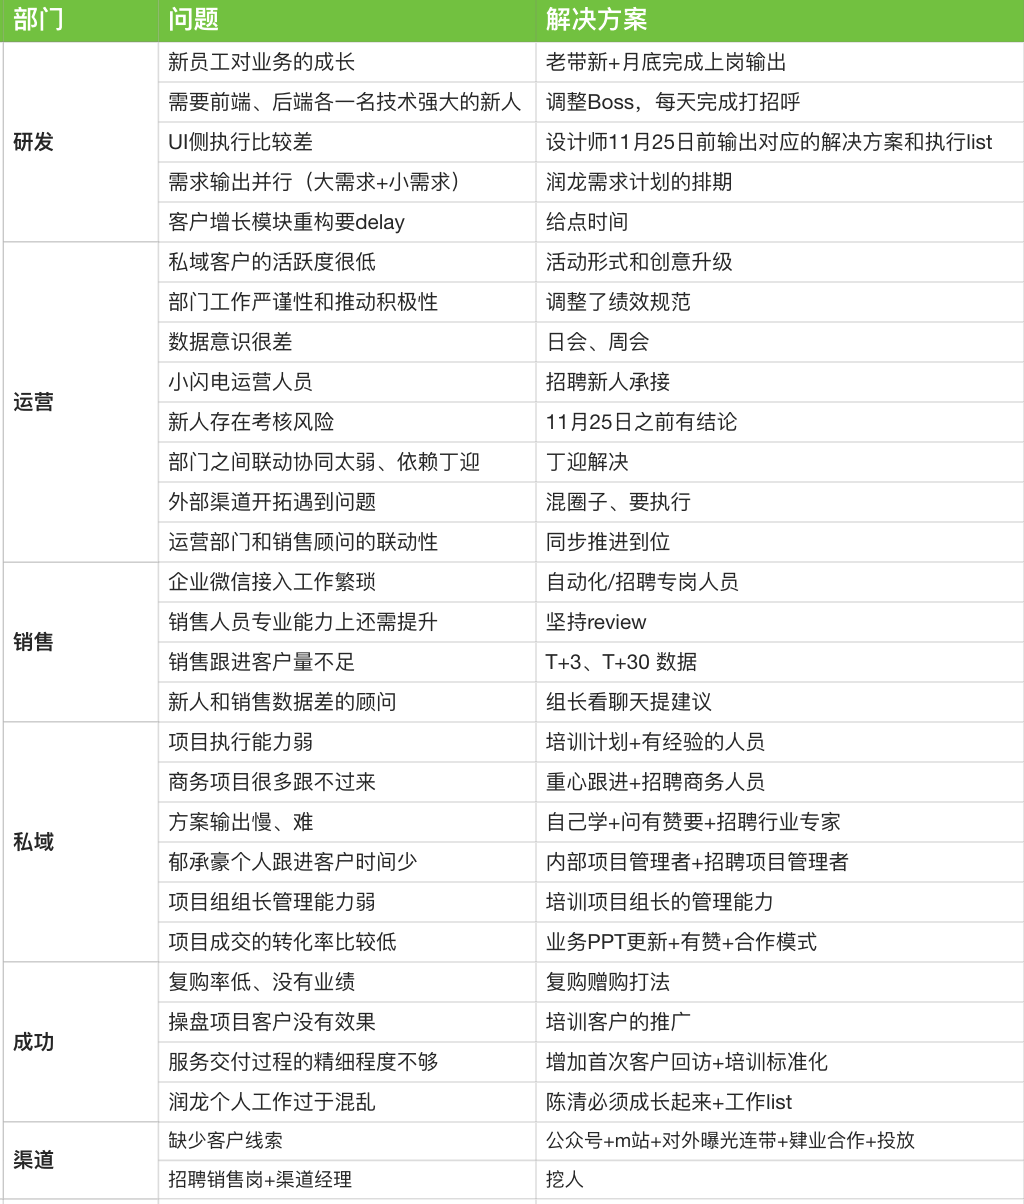 部门 问题 解决方案
新员工对业务的成长 老带新+月底完成上岗输出
需要前端、后端各一名技术强大的新人 调整Boss，每天完成打招呼
研发 UI侧执行比较差 设计师11月25日前输出对应的解决方案和执行list
需求输出并行（大需求+小需求） 润龙需求计划的排期
客户增长模块重构要delay 给点时间
私域客户的活跃度很低 活动形式和创意升级
部门工作严谨性和推动积极性 调整了绩效规范
数据意识很差 日会、周会
运营 小闪电运营人员 招聘新人承接
新人存在考核风险 11月25日之前有结论
部门之间联动协同太弱、依赖丁迎 丁迎解决
外部渠道开拓遇到问题 混圈子、要执行
运营部门和销售顾问的联动性 同步推进到位
企业微信接入工作繁琐 自动化/招聘专岗人员
销售 销售人员专业能力上还需提升 坚持review
销售跟进客户量不足 T+3、T+30 数据
新人和销售数据差的顾问 组长看聊天提建议
项目执行能力弱 培训计划+有经验的人员
商务项目很多跟不过来 重心跟进+招聘商务人员
私域 方案输出慢、难 自己学+问有赞要+招聘行业专家
郁承豪个人跟进客户时间少 内部项目管理者+招聘项目管理者
项目组组长管理能力弱 培训项目组长的管理能力
项目成交的转化率比较低 业务PPT更新+有赞+合作模式
复购率低、没有业绩 复购赠购打法
成功 操盘项目客户没有效果 培训客户的推广
服务交付过程的精细程度不够 增加首次客户回访+培训标准化
润龙个人工作过于混乱 陈清必须成长起来+工作list
渠道 缺少客户线索 公众号+m站+对外曝光连带+肄业合作+投放
招聘销售岗+渠道经理 挖人